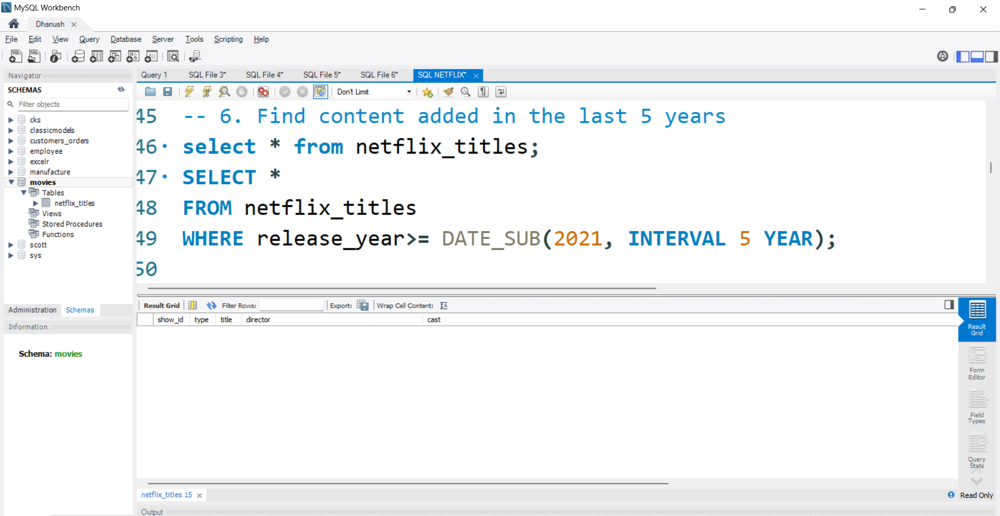 MySQL Workbench
Dhanush
File Edit View Query Database Server Tools Scripting Help
Navigator
SCHEMAS
Filter objects
cks
classicmodels
customers_orders
employee
excelr
manufacture
movies
Tables
netflix_titles
Views
Stored Procedures
Functions
scott
sys
Administration Schemas
Information
Schema: movies
Query 1 SQL File 3* SQL File 4* SQL File 5* SQL File 6* SQL NETFLIX*
Don't Limit
45 -- 6. Find content added in the last 5 years
46 select * from netflix_titles;
47 SELECT *
48 FROM netflix_titles
49 WHERE release_year>= DATE_SUB(2021, INTERVAL 5 YEAR);
50
Result Grid Filter Rows: Export: Wrap Cell Content:
show_id type title director cast
Result
Grid
Form
Editor
Field
Types
Query
Stats
netflix_titles 15
Read Only
Output